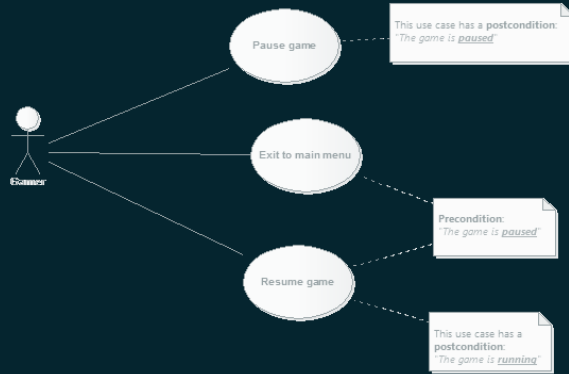 Pause game
This use case has a postcondition:
"The game is paused"
Exit to main menu
Gamer
Precondition:
"The game is paused"
Resume game
This use case has a
postcondition:
"The game is running"